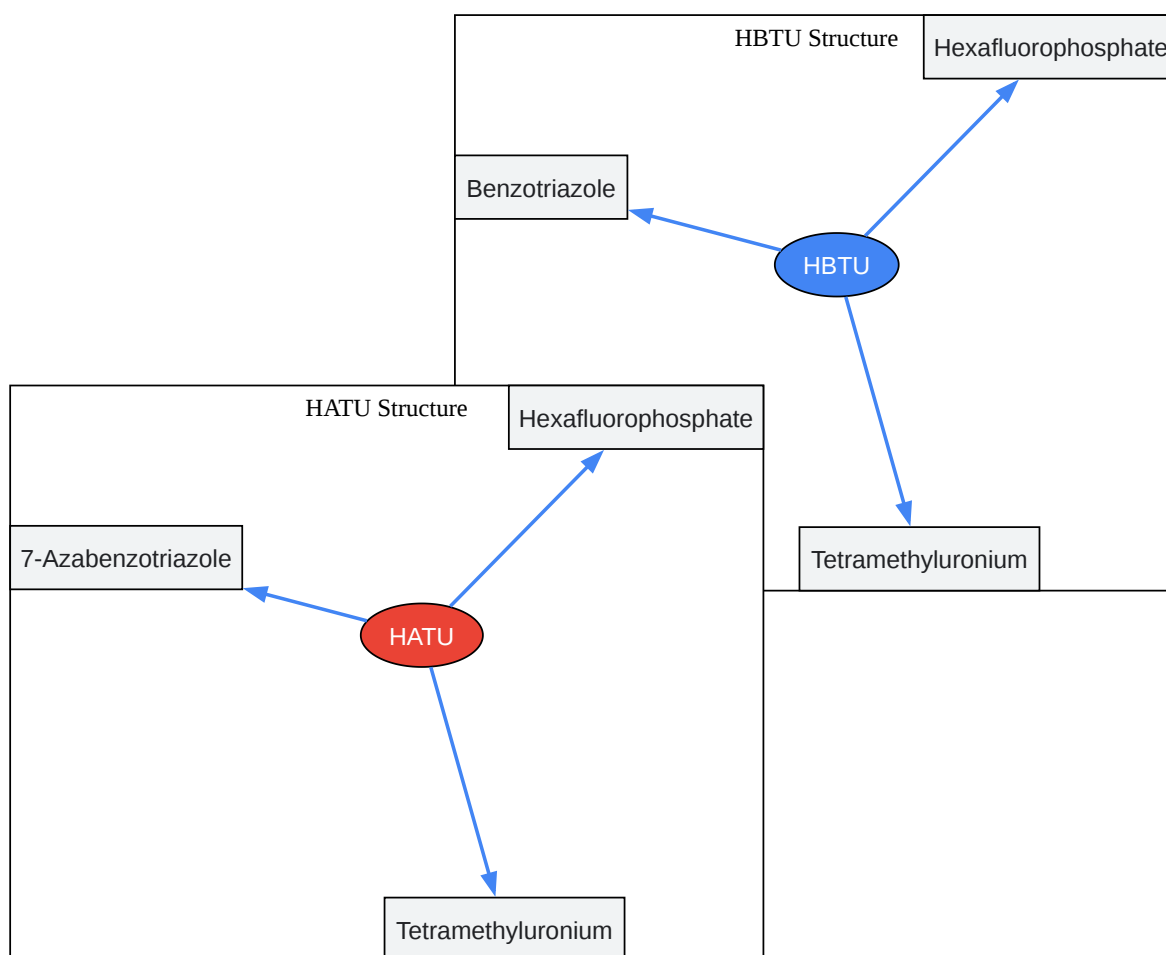 HBTU Structure
Hexafluorophosphate
Benzotriazole
HBTU
Tetramethyluronium
HATU Structure
Hexafluorophosphate
7-Azabenzotriazole
HATU
Tetramethyluronium